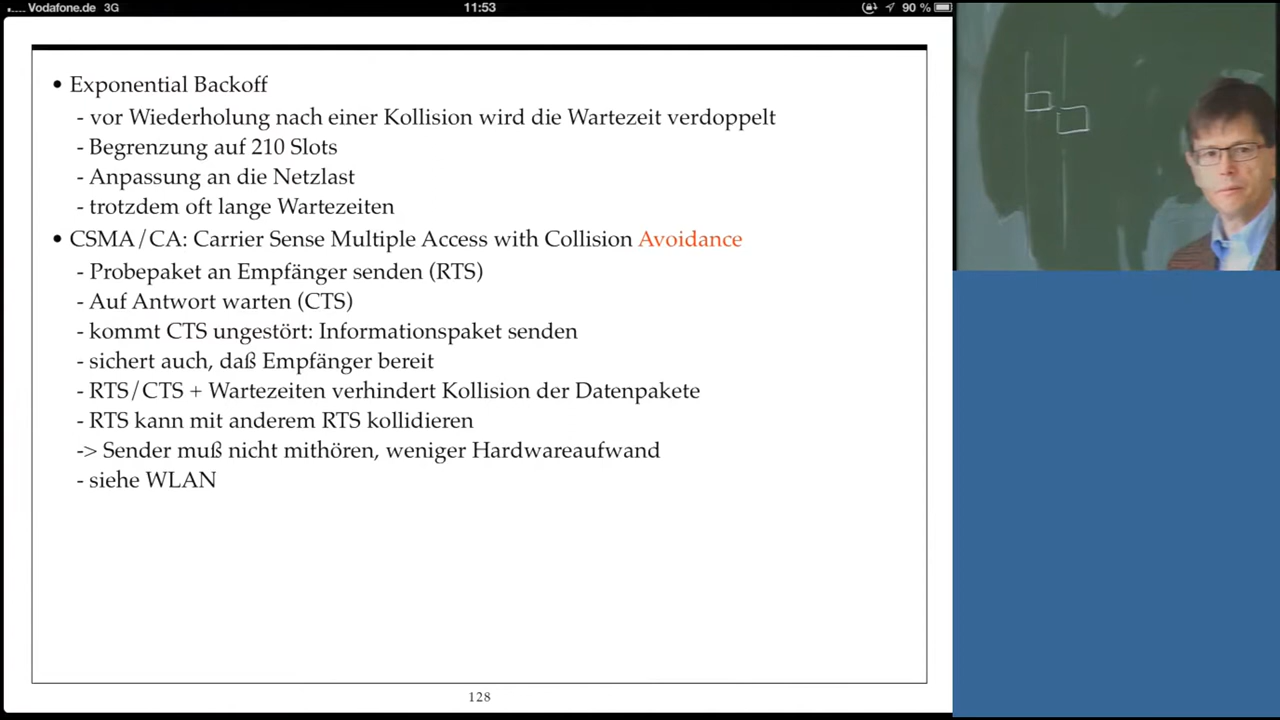 Vodafone.de 3G 11:53 90 %
• Exponential Backoff
- vor Wiederholung nach einer Kollision wird die Wartezeit verdoppelt
- Begrenzung auf 210 Slots
- Anpassung an die Netzlast
- trotzdem oft lange Wartezeiten
• CSMA/CA: Carrier Sense Multiple Access with Collision Avoidance
- Probepaket an Empfänger senden (RTS)
- Auf Antwort warten (CTS)
- kommt CTS ungestört: Informationspaket senden
- sichert auch, daß Empfänger bereit
- RTS/CTS + Wartezeiten verhindert Kollision der Datenpakete
- RTS kann mit anderem RTS kollidieren
-> Sender muß nicht mithören, weniger Hardwareaufwand
- siehe WLAN
128